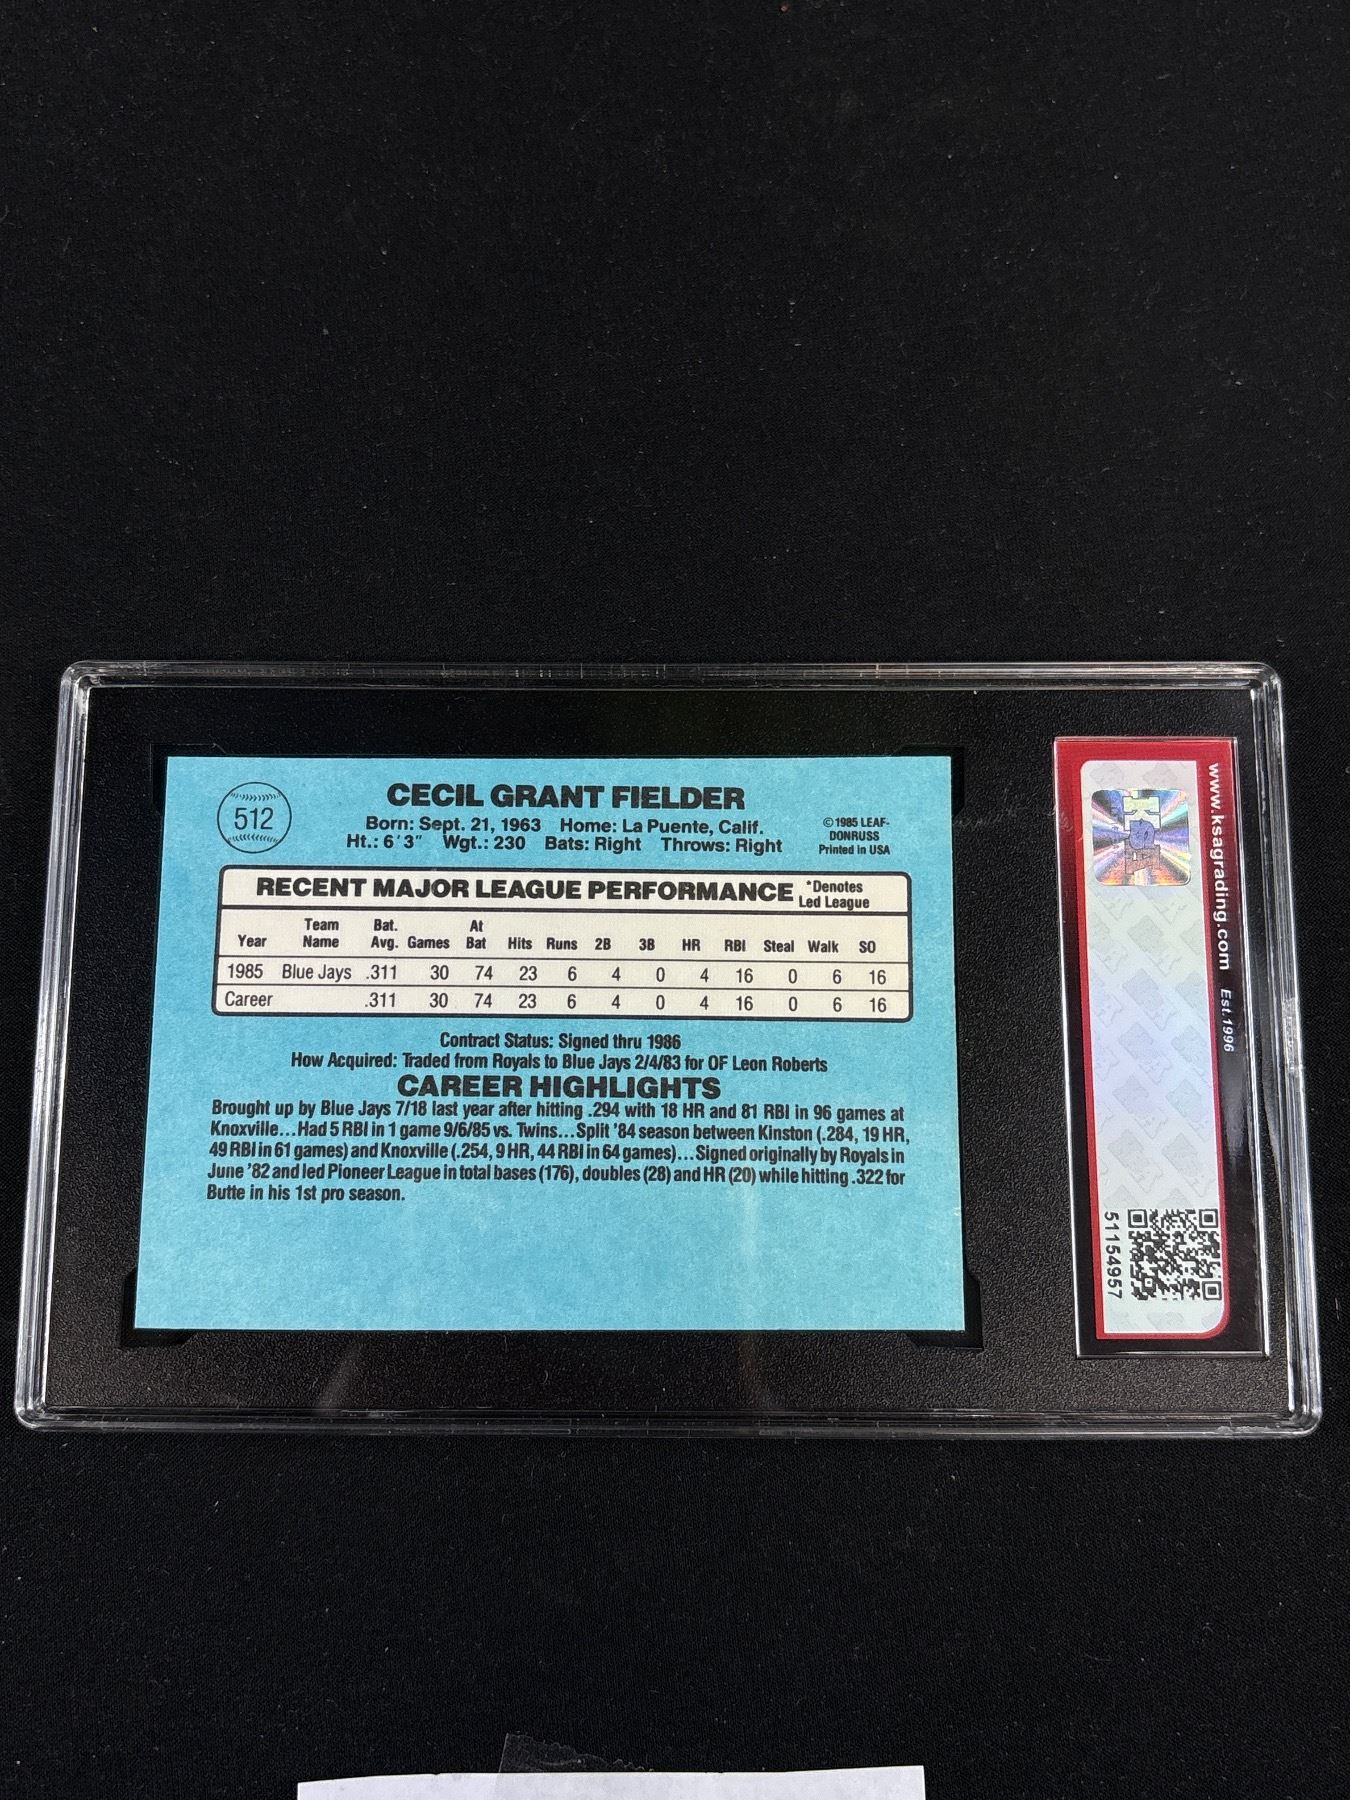 512
CECIL GRANT FIELDER
Born: Sept. 21, 1963 Home: La Puente, Calif.
Ht.: 6'3" Wgt.: 230 Bats: Right Throws: Right
©1985 LEAF-
DONRUSS
Printed in USA
RECENT MAJOR LEAGUE PERFORMANCE *Denotes
Led League
Year Team Name Bat. Avg. Games At Bat Hits Runs 2B 3B HR RBI Steal Walk SO
1985 Blue Jays .311 30 74 23 6 4 0 4 16 0 6 16
Career .311 30 74 23 6 4 0 4 16 0 6 16
Contract Status: Signed thru 1986
How Acquired: Traded from Royals to Blue Jays 2/4/83 for OF Leon Roberts
CAREER HIGHLIGHTS
Brought up by Blue Jays 7/18 last year after hitting .294 with 18 HR and 81 RBI in 96 games at
Knoxville...Had 5 RBI in 1 game 9/6/85 vs. Twins...Split '84 season between Kinston (.284, 19 HR,
49 RBI in 61 games) and Knoxville (.254, 9 HR, 44 RBI in 64 games)...Signed originally by Royals in
June '82 and led Pioneer League in total bases (176), doubles (28) and HR (20) while hitting .322 for
Butte in his 1st pro season.
www.ksagrading.com Est.1996
KSA
51154957